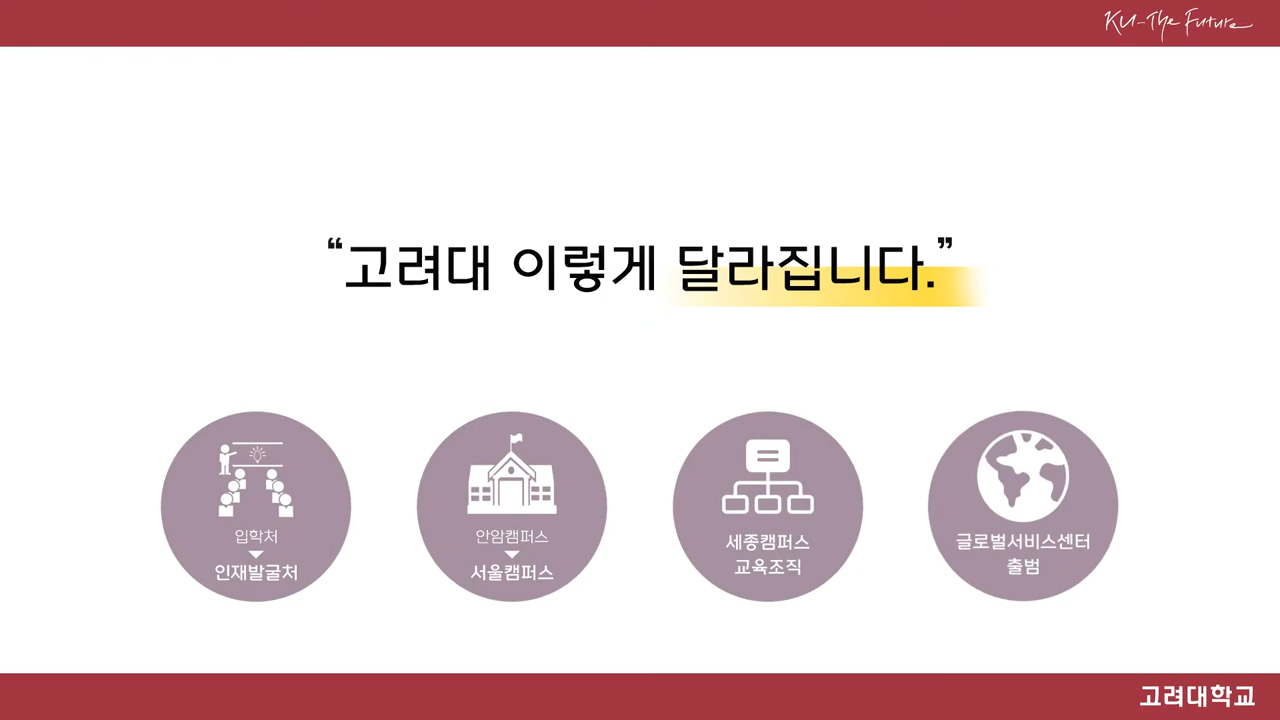 KU-The Future
“고려대 이렇게 달라집니다.”
입학처
인재발굴처
안암캠퍼스
서울캠퍼스
세종캠퍼스
교육조직
글로벌서비스센터
출범
고려대학교